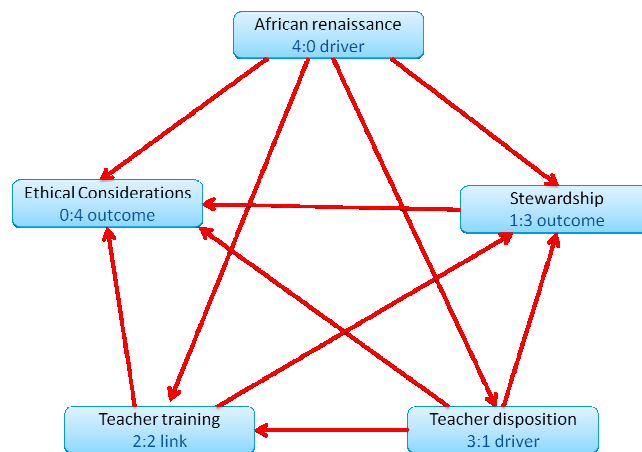 African renaissance
4:0 driver
Ethical Considerations
0:4 outcome
Stewardship
1:3 outcome
Teacher training
2:2 link
Teacher disposition
3:1 driver